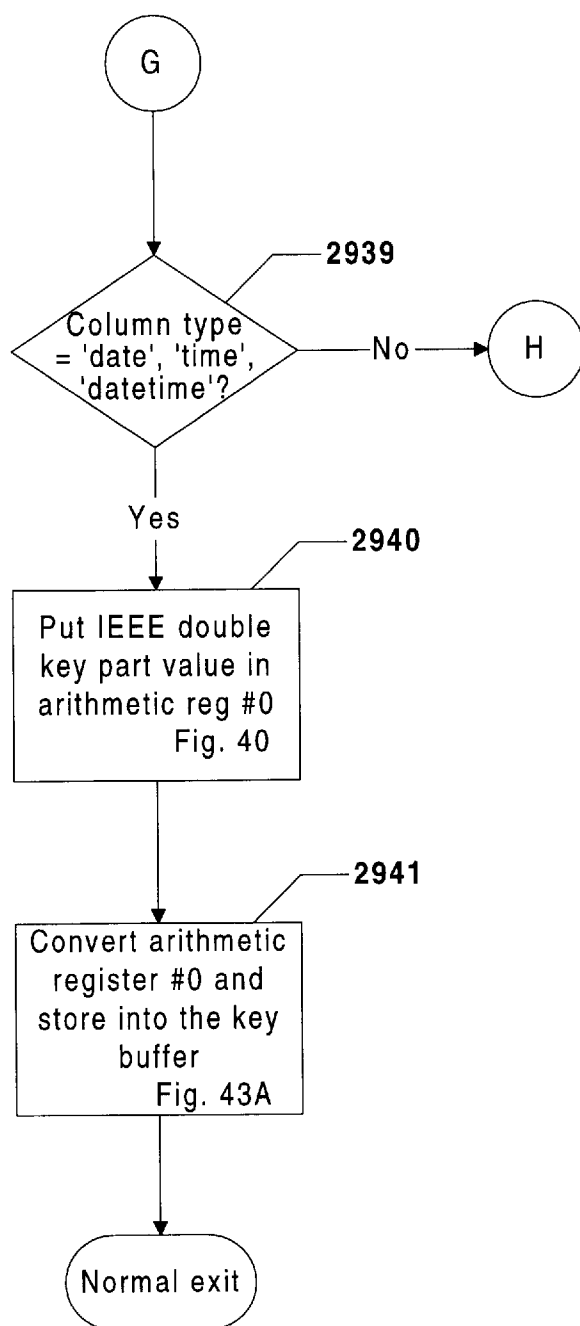 G
2939
Column type
= 'date', 'time',
'datetime'?
No
H
Yes
2940
Put IEEE double
key part value in
arithmetic reg #0
Fig. 40
2941
Convert arithmetic
register #0 and
store into the key
buffer
Fig. 43A
Normal exit